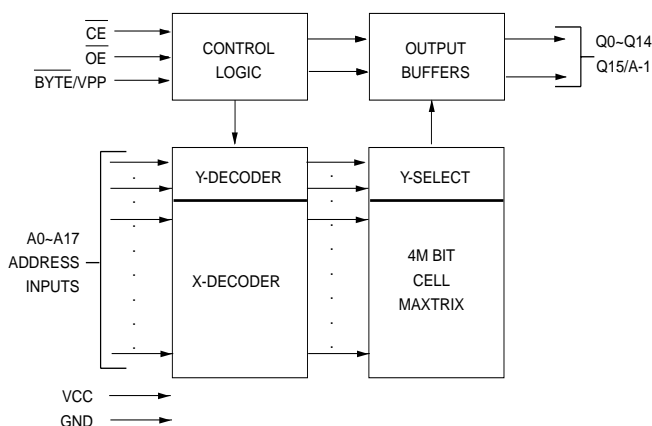 CE
OE
BYTE/VPP
CONTROL
LOGIC
OUTPUT
BUFFERS
Q0~Q14
Q15/A-1
A0~A17
ADDRESS
INPUTS
Y-DECODER
X-DECODER
Y-SELECT
4M BIT
CELL
MAXTRIX
VCC
GND